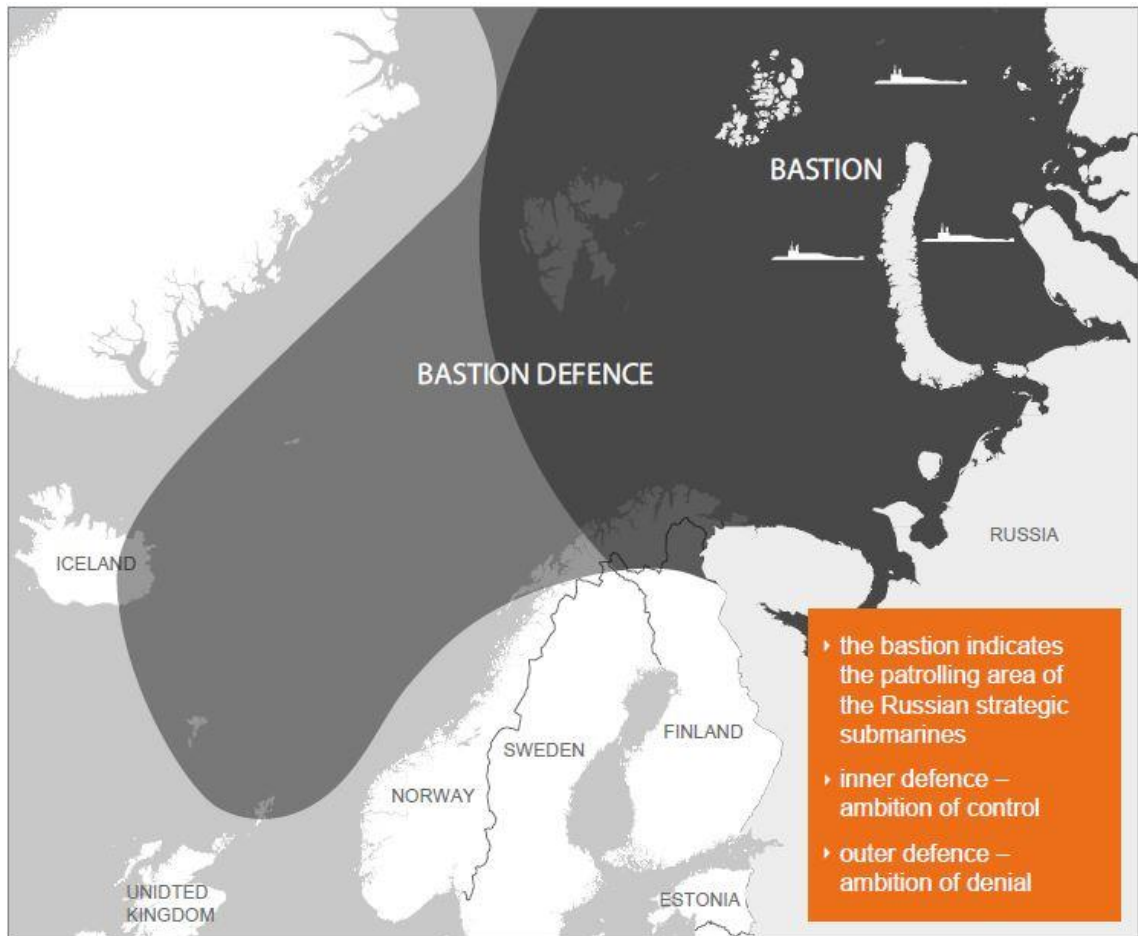 BASTION
BASTION DEFENCE
ICELAND
RUSSIA
FINLAND
SWEDEN
NORWAY
UNIDTED
KINGDOM
ESTONIA
the bastion indicates
the patrolling area of
the Russian strategic
submarines
inner defence –
ambition of control
outer defence –
ambition of denial